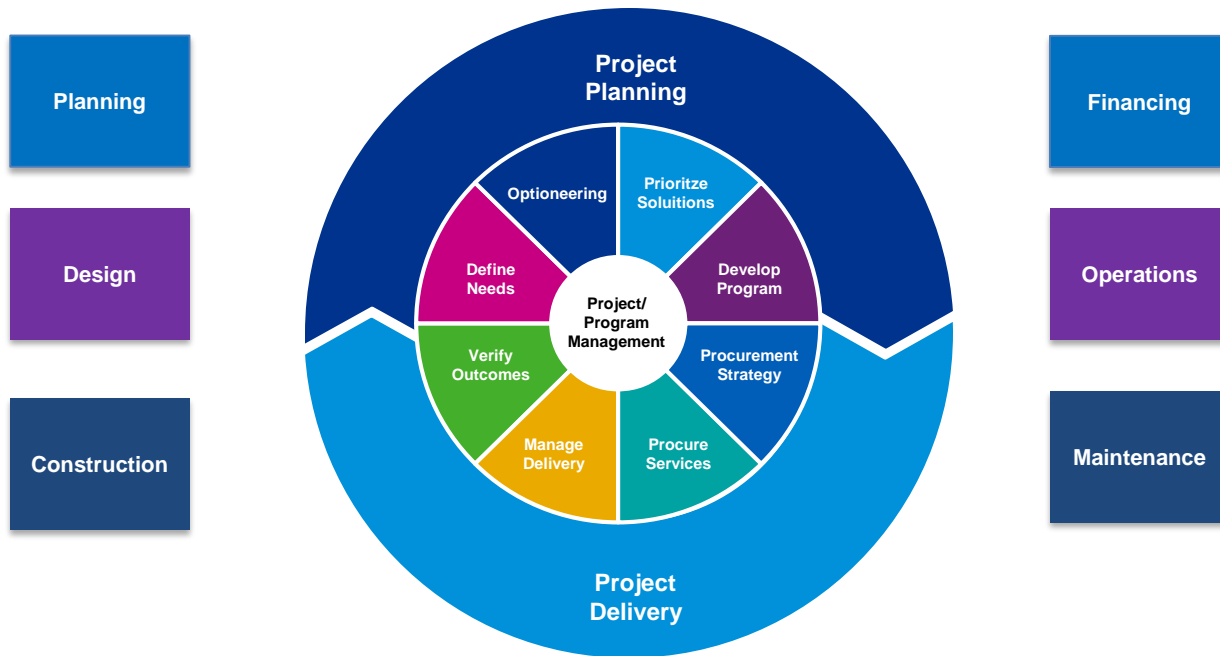 Project
Planning
Planning
Financing
Optioneering
Prioritze
Soluitions
Define
Needs
Develop
Program
Design
Operations
Project/
Program
Management
Verify
Outcomes
Procurement
Strategy
Manage
Delivery
Procure
Services
Construction
Maintenance
Project
Delivery